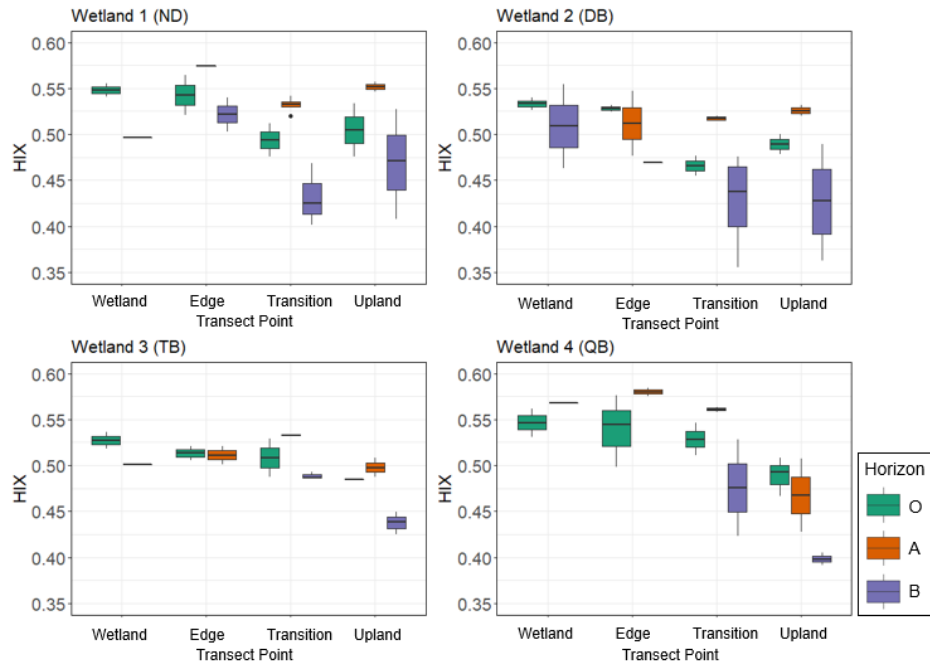 Wetland 1 (ND)
HIX
0.60
0.55
0.50
0.45
0.40
0.35
Wetland Edge Transition Upland
Transect Point
Wetland 2 (DB)
HIX
0.60
0.55
0.50
0.45
0.40
0.35
Wetland Edge Transition Upland
Transect Point
Wetland 3 (TB)
HIX
0.60
0.55
0.50
0.45
0.40
0.35
Wetland Edge Transition Upland
Transect Point
Wetland 4 (QB)
HIX
0.60
0.55
0.50
0.45
0.40
0.35
Wetland Edge Transition Upland
Transect Point
Horizon
O
A
B